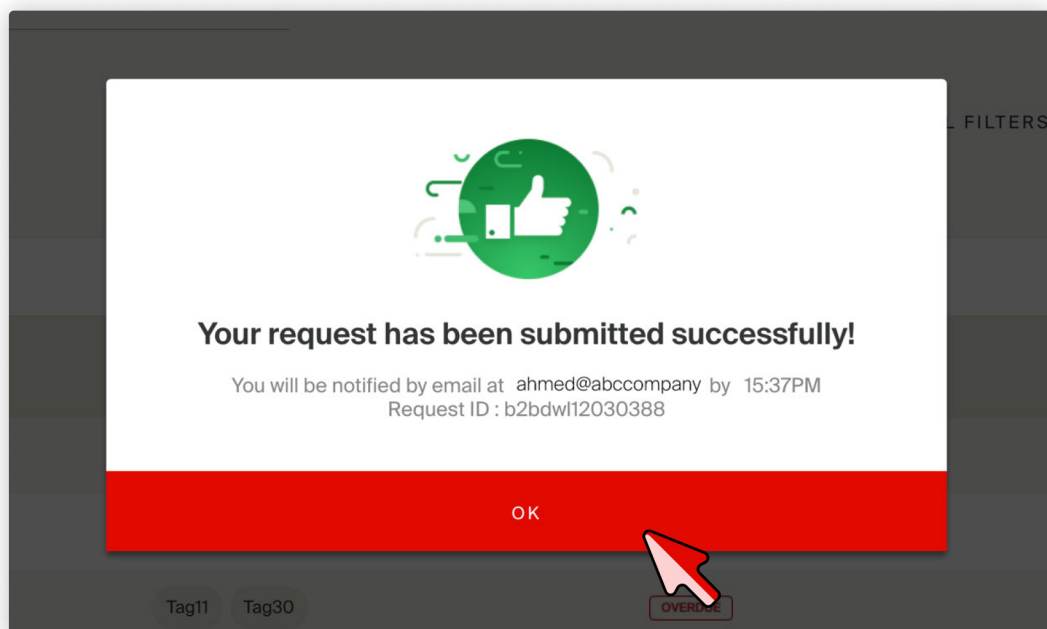 L FILTERS
Your request has been submitted successfully!
You will be notified by email at ahmed@abccompany by 15:37PM
Request ID : b2bdwl12030388
OK
Tag11 Tag30 OVERDUE